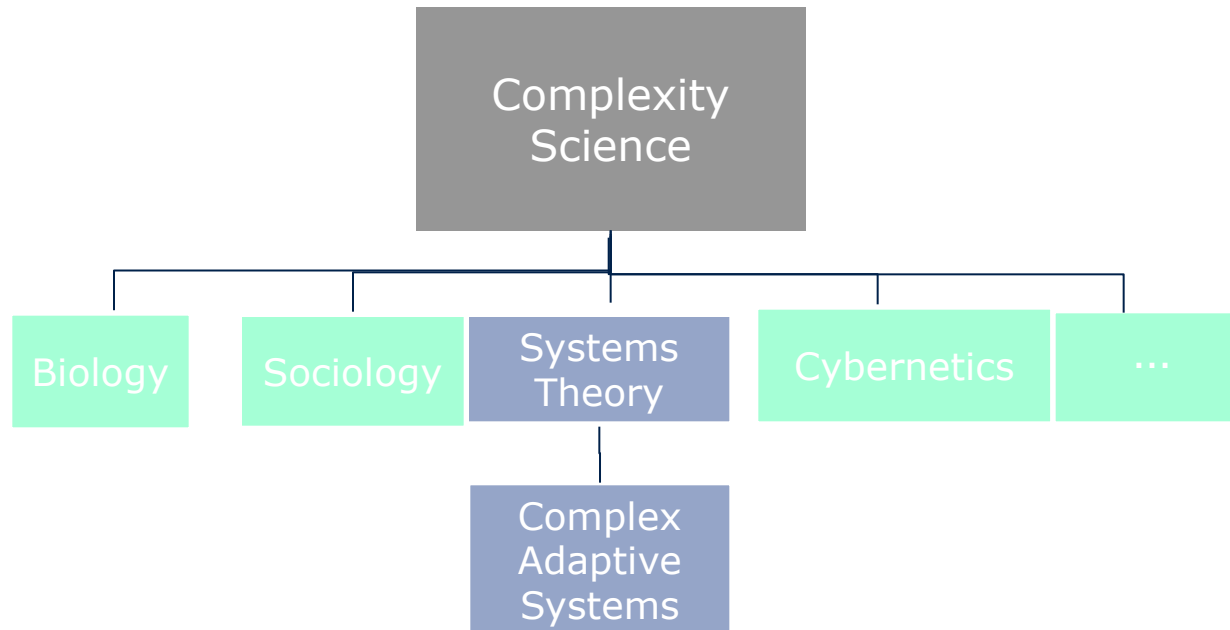 Complexity
Science
Biology
Sociology
Systems
Theory
Cybernetics
...
Complex
Adaptive
Systems